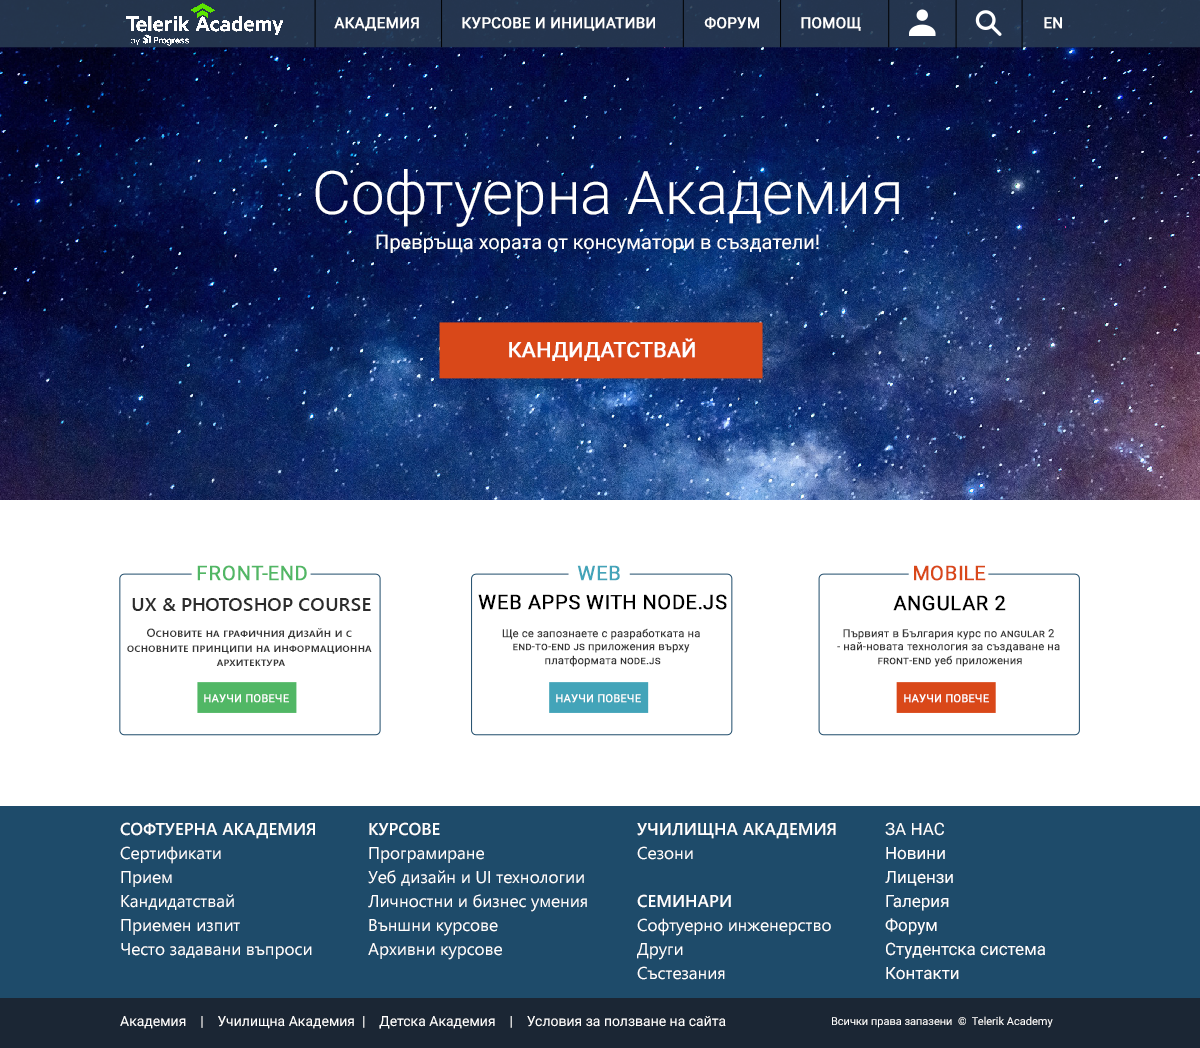 Telerik Academy
by Progress
АКАДЕМИЯ
КУРСОВЕ И ИНИЦИАТИВИ
ФОРУМ
ПОМОЩ
EN
Софтуерна Академия
Превръща хората от консуматори в създатели!
КАНДИДАТСТВАЙ
FRONT-END
UX & PHOTOSHOP COURSE
Основите на графичния дизайн и с
основните принципи на информационна
архитектура
НАУЧИ ПОВЕЧЕ
WEB
WEB APPS WITH NODE.JS
Ще се запознаете с разработката на
END-TO-END JS приложения върху
платформата NODE.JS
НАУЧИ ПОВЕЧЕ
MOBILE
ANGULAR 2
Първият в България курс по ANGULAR 2
- най-новата технология за създаване на
FRONT-END уеб приложения
НАУЧИ ПОВЕЧЕ
СОФТУЕРНА АКАДЕМИЯ
Сертификати
Прием
Кандидатствай
Приемен изпит
Често задавани въпроси
КУРСОВЕ
Програмиране
Уеб дизайн и UI технологии
Личностни и бизнес умения
Външни курсове
Архивни курсове
УЧИЛИЩНА АКАДЕМИЯ
Сезони
СЕМИНАРИ
Софтуерно инженерство
Други
Състезания
ЗА НАС
Новини
Лицензи
Галерия
Форум
Студентска система
Контакти
Академия | Училищна Академия | Детска Академия | Условия за ползване на сайта
Всички права запазени © Telerik Academy